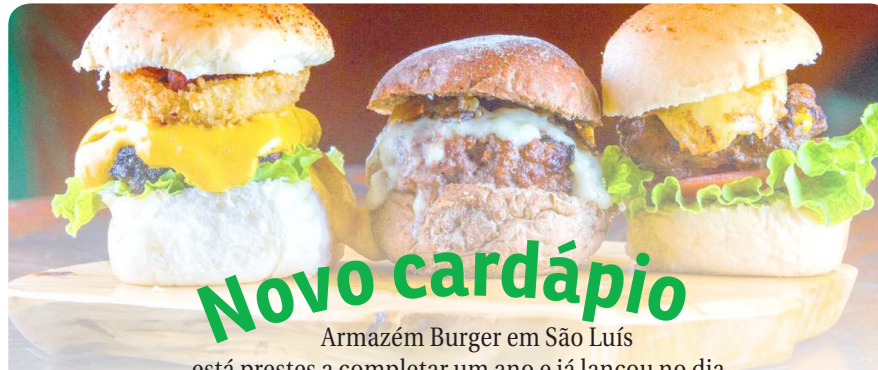 Novo cardápio
Armazém Burger em São Luís
está prestes a completar um ano e já lançou no dia